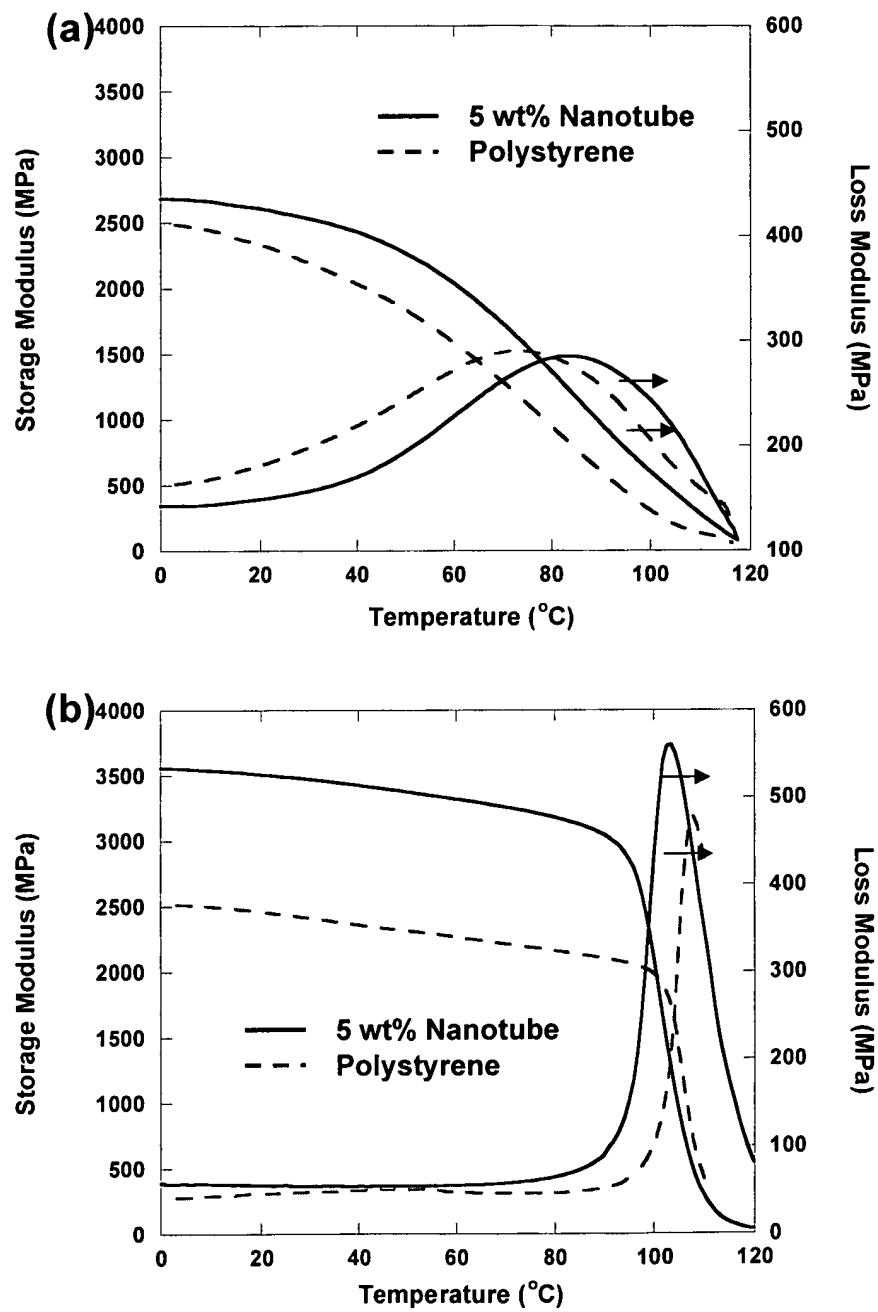 (a)
4000
3500
3000
2500
2000
1500
1000
500
0
Storage Modulus (MPa)
5 wt% Nanotube
Polystyrene
600
500
400
300
200
100
Loss Modulus (MPa)
0 20 40 60 80 100 120
Temperature (°C)
(b)
4000
3500
3000
2500
2000
1500
1000
500
0
Storage Modulus (MPa)
5 wt% Nanotube
Polystyrene
600
500
400
300
200
100
0
Loss Modulus (MPa)
0 20 40 60 80 100 120
Temperature (°C)